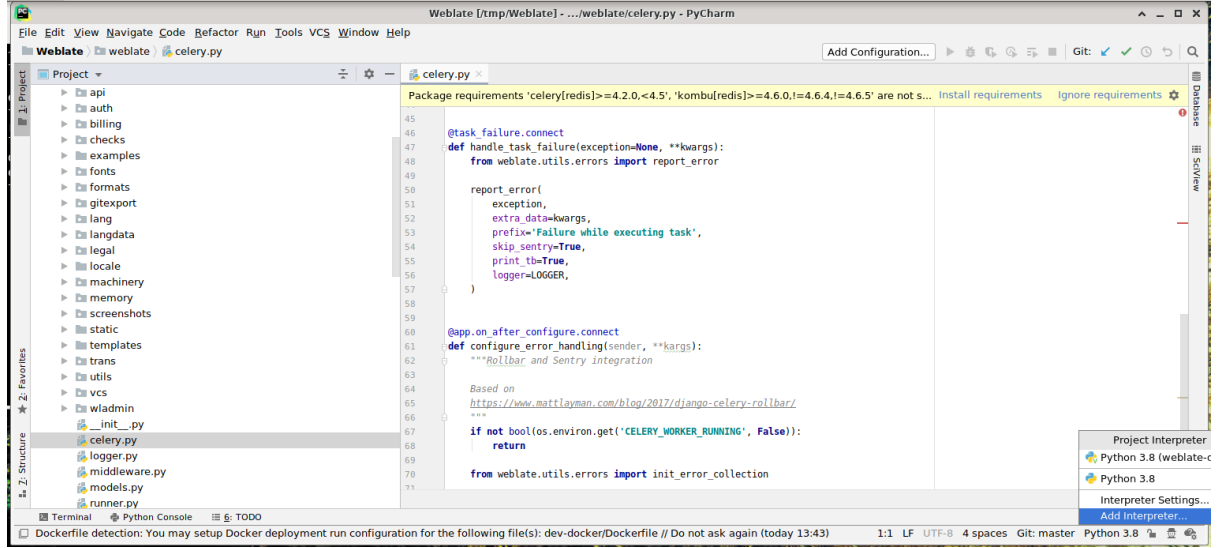 Weblate [/tmp/Weblate] - .../weblate/celery.py - PyCharm
File Edit View Navigate Code Refactor Run Tools VCS Window Help
Weblate weblate celery.py Add Configuration... Git:
1: Project
Project
celery.py
api
auth
billing
checks
examples
fonts
formats
gitexport
lang
langdata
legal
locale
machinery
memory
screenshots
static
templates
trans
utils
vcs
wladmin
__init__.py
celery.py
logger.py
middleware.py
models.py
runner.py
2: Favorites
7: Structure
Package requirements 'celery[redis]>=4.2.0,<4.5', 'kombu[redis]>=4.6.0,!=4.6.4,!=4.6.5' are not s... Install requirements Ignore requirements
45
46 @task_failure.connect
47 def handle_task_failure(exception=None, **kwargs):
48 from weblate.utils.errors import report_error
49
50 report_error(
51 exception,
52 extra_data=kwargs,
53 prefix='Failure while executing task',
54 skip_sentry=True,
55 print_tb=True,
56 logger=LOGGER,
57 )
58
59
60 @app.on_after_configure.connect
61 def configure_error_handling(sender, **kargs):
62 """Rollbar and Sentry integration
63
64 Based on
65 https://www.mattlayman.com/blog/2017/django-celery-rollbar/
66 """
67 if not bool(os.environ.get('CELERY_WORKER_RUNNING', False)):
68 return
69
70 from weblate.utils.errors import init_error_collection
71
Database
SciView
Project Interpreter
Python 3.8 (weblate-d
Python 3.8
Interpreter Settings...
Add Interpreter...
Terminal Python Console 6: TODO
Dockerfile detection: You may setup Docker deployment run configuration for the following file(s): dev-docker/Dockerfile // Do not ask again (today 13:43) 1:1 LF UTF-8 4 spaces Git: master Python 3.8